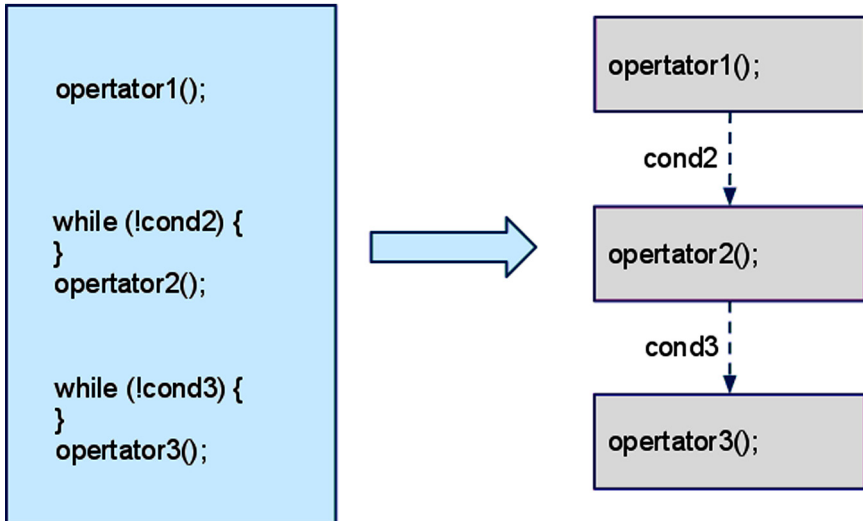 opertator1();
while (!cond2) {
}
opertator2();
while (!cond3) {
}
opertator3();
opertator1();
cond2
opertator2();
cond3
opertator3();